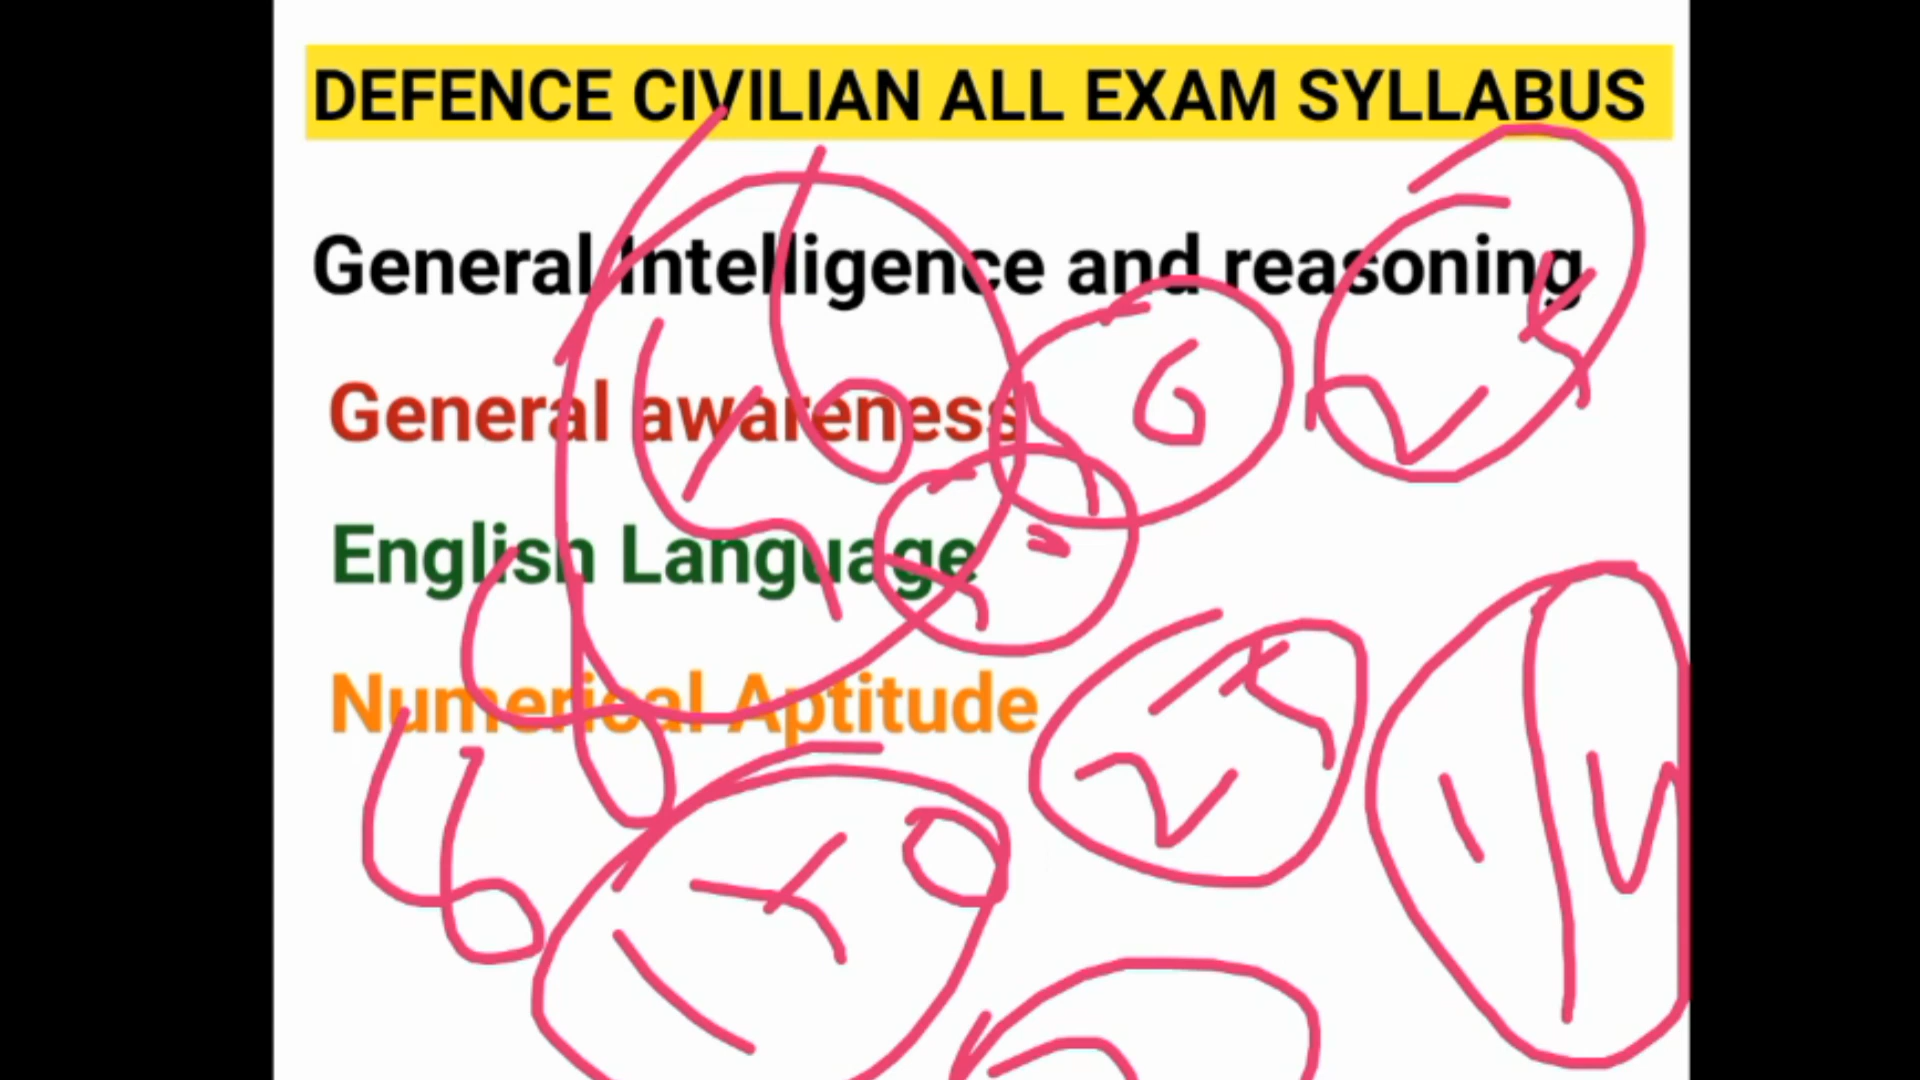 DEFENCE CIVILIAN ALL EXAM SYLLABUS
General Intelligence and reasoning
General awareness
English Language
Numerical Aptitude